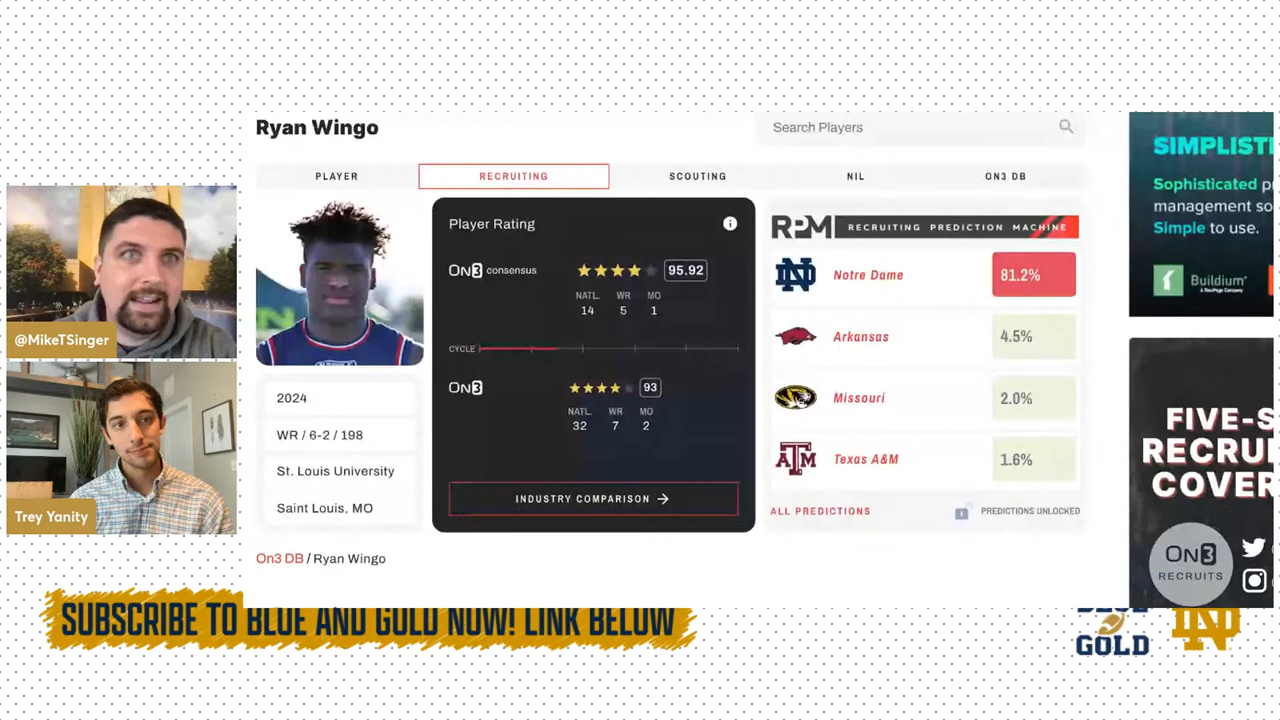 Ryan Wingo
Search Players
PLAYER
RECRUITING
SCOUTING
NIL
ON3 DB
2024
WR / 6-2 / 198
St. Louis University
Saint Louis, MO
Player Rating
ON3 consensus
95.92
NATL. WR MO
14 5 1
CYCLE
ON3
93
NATL. WR MO
32 7 2
INDUSTRY COMPARISON →
RPM RECRUITING PREDICTION MACHINE
Notre Dame 81.2%
Arkansas 4.5%
Missouri 2.0%
Texas A&M 1.6%
ALL PREDICTIONS
PREDICTIONS UNLOCKED
On3 DB / Ryan Wingo
@MikeTSinger
Trey Yanity
SIMPLISTI
Sophisticated p
management so
Simple to use.
Buildium
FIVE-S
RECRU
COVER
ON3
RECRUITS
SUBSCRIBE TO BLUE AND GOLD NOW! LINK BELOW
BLUE
GOLD
ND